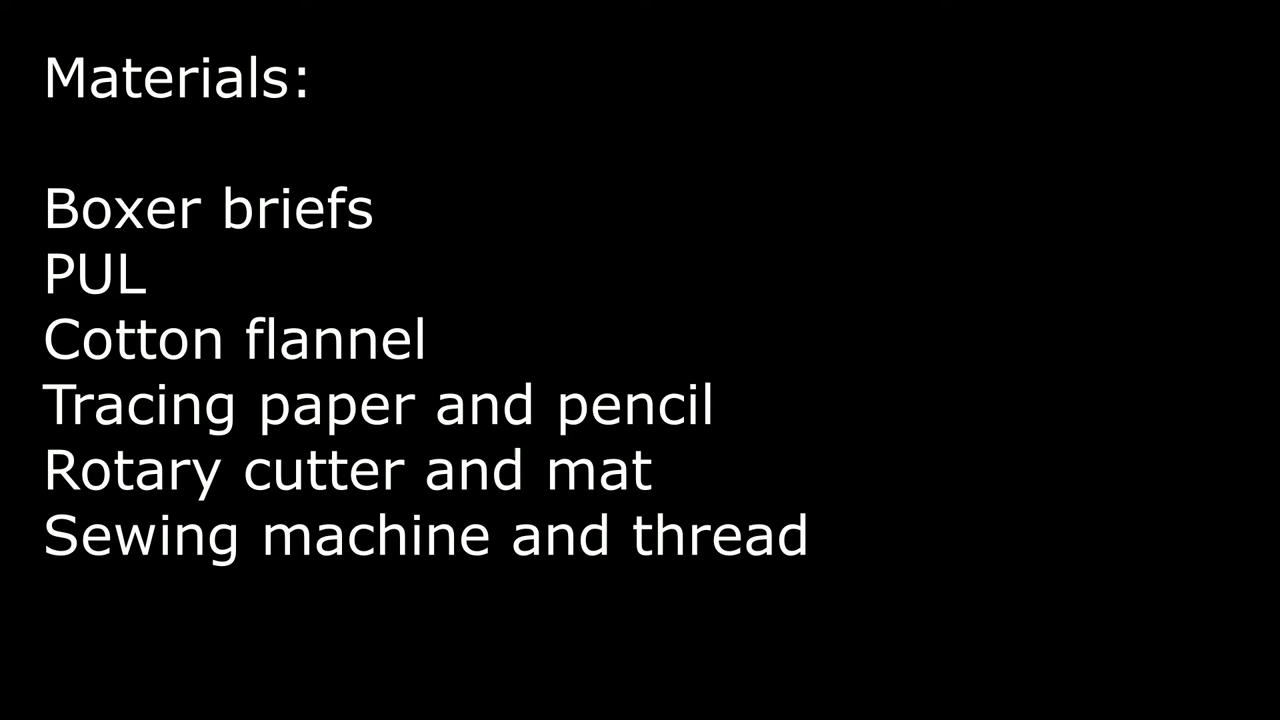 Materials:
Boxer briefs
PUL
Cotton flannel
Tracing paper and pencil
Rotary cutter and mat
Sewing machine and thread